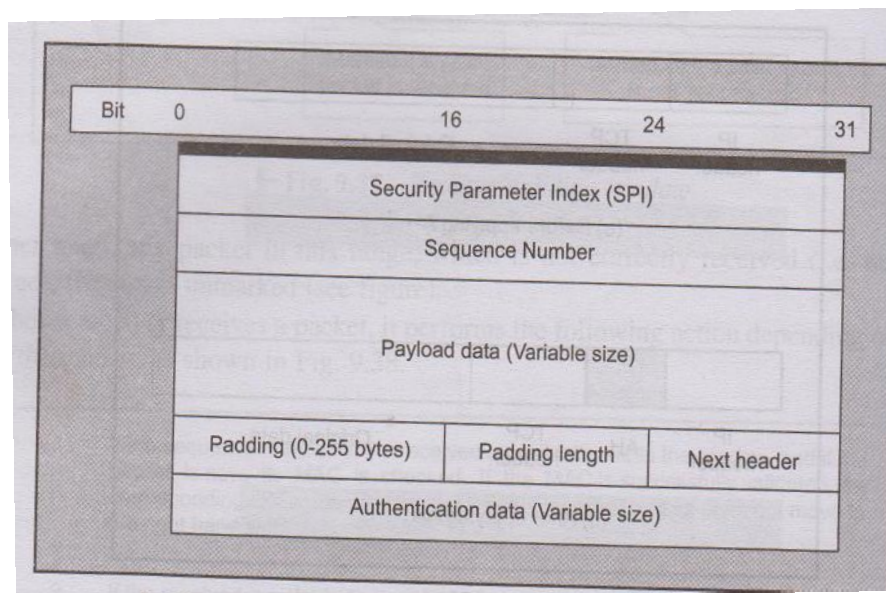 Bit 0 16 24 31
Security Parameter Index (SPI)
Sequence Number
Payload data (Variable size)
Padding (0-255 bytes) Padding length Next header
Authentication data (Variable size)